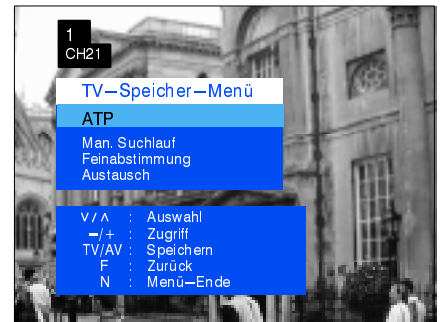 1
CH21
TV–Speicher–Menü
ATP
Man. Suchlauf
Feinabstimmung
Austausch
∨/∧ : Auswahl
–/+ : Zugriff
TV/AV : Speichern
F : Zurück
N : Menü–Ende